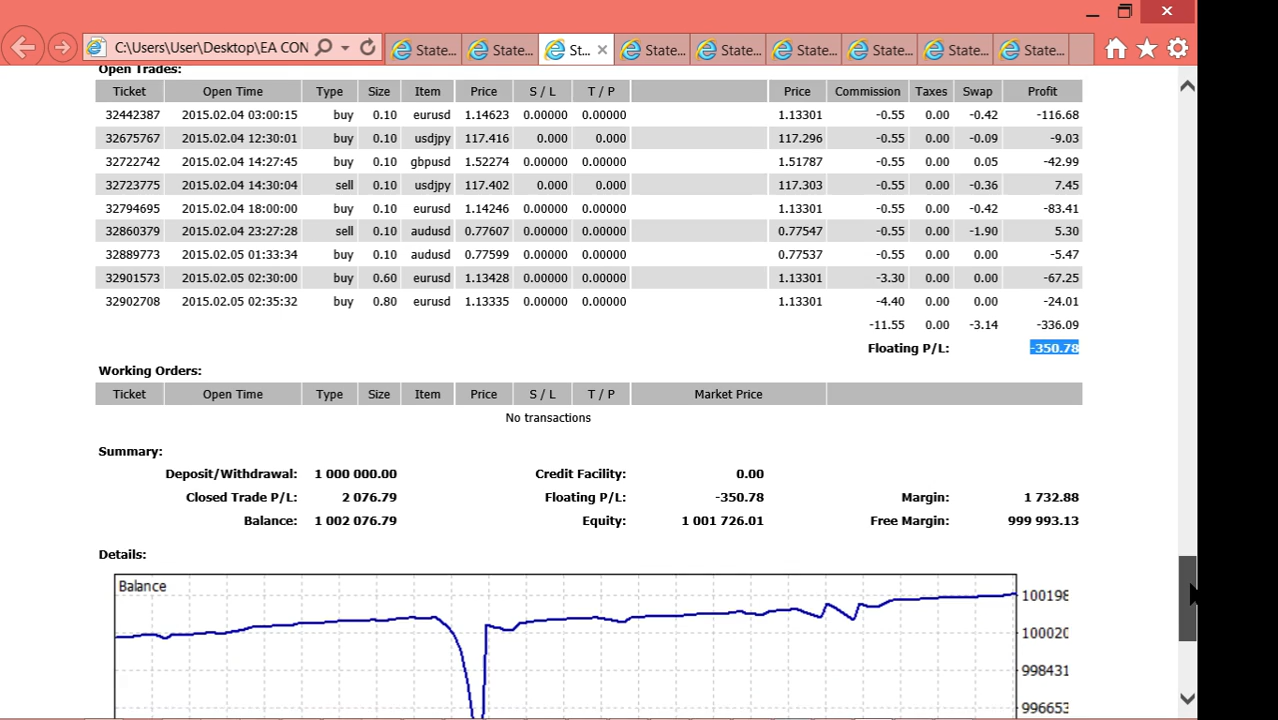 C:\Users\User\Desktop\EA CON
State...
State...
St...
State...
State...
State...
State...
State...
State...
Open Trades:
Ticket Open Time Type Size Item Price S / L T / P Price Commission Taxes Swap Profit
32442387 2015.02.04 03:00:15 buy 0.10 eurusd 1.14623 0.00000 0.00000 1.13301 -0.55 0.00 -0.42 -116.68
32675767 2015.02.04 12:30:01 buy 0.10 usdjpy 117.416 0.000 0.000 117.296 -0.55 0.00 -0.09 -9.03
32722742 2015.02.04 14:27:45 buy 0.10 gbpusd 1.52274 0.00000 0.00000 1.51787 -0.55 0.00 0.05 -42.99
32723775 2015.02.04 14:30:04 sell 0.10 usdjpy 117.402 0.000 0.000 117.303 -0.55 0.00 -0.36 7.45
32794695 2015.02.04 18:00:00 buy 0.10 eurusd 1.14246 0.00000 0.00000 1.13301 -0.55 0.00 -0.42 -83.41
32860379 2015.02.04 23:27:28 sell 0.10 audusd 0.77607 0.00000 0.00000 0.77547 -0.55 0.00 -1.90 5.30
32889773 2015.02.05 01:33:34 buy 0.10 audusd 0.77599 0.00000 0.00000 0.77537 -0.55 0.00 0.00 -5.47
32901573 2015.02.05 02:30:00 buy 0.60 eurusd 1.13428 0.00000 0.00000 1.13301 -3.30 0.00 0.00 -67.25
32902708 2015.02.05 02:35:32 buy 0.80 eurusd 1.13335 0.00000 0.00000 1.13301 -4.40 0.00 0.00 -24.01
-11.55 0.00 -3.14 -336.09
Floating P/L: -350.78
Working Orders:
Ticket Open Time Type Size Item Price S / L T / P Market Price
No transactions
Summary:
Deposit/Withdrawal: 1 000 000.00 Credit Facility: 0.00
Closed Trade P/L: 2 076.79 Floating P/L: -350.78 Margin: 1 732.88
Balance: 1 002 076.79 Equity: 1 001 726.01 Free Margin: 999 993.13
Details:
Balance
100198
100020
998431
996653